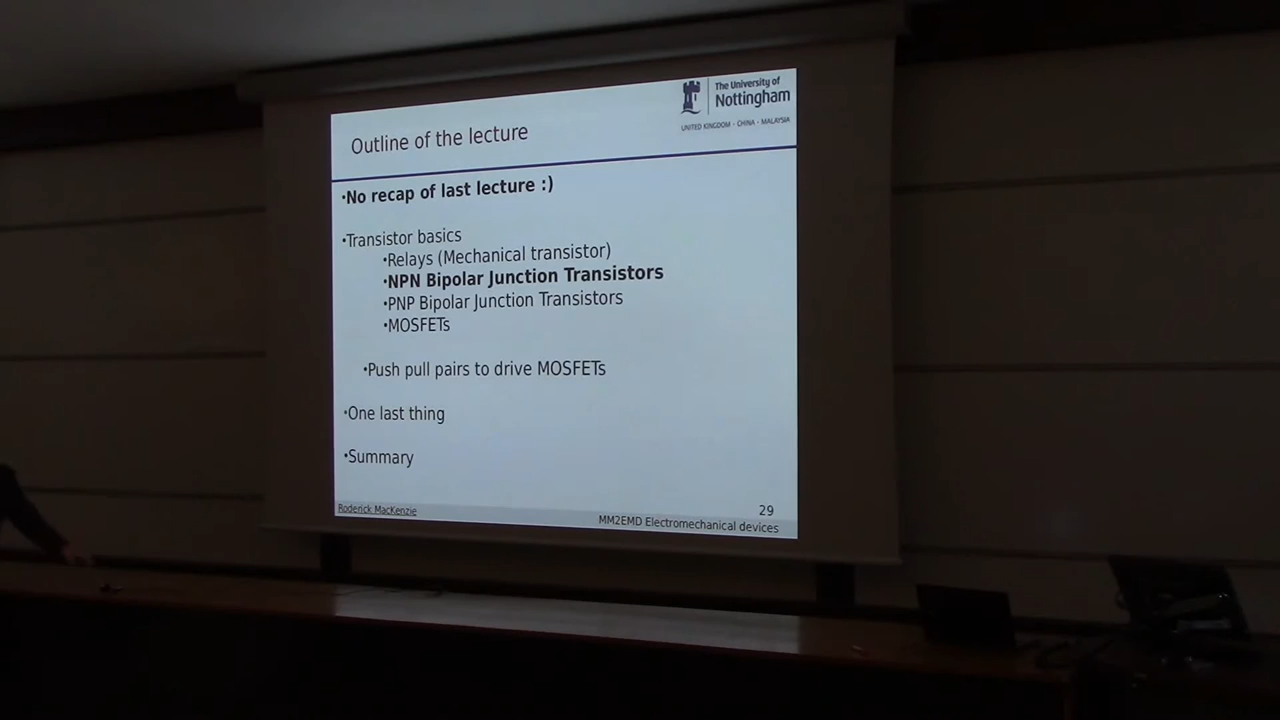 The University of
Nottingham
UNITED KINGDOM · CHINA · MALAYSIA
Outline of the lecture
•No recap of last lecture :)
•Transistor basics
•Relays (Mechanical transistor)
•NPN Bipolar Junction Transistors
•PNP Bipolar Junction Transistors
•MOSFETs
•Push pull pairs to drive MOSFETs
•One last thing
•Summary
Roderick MacKenzie
29
MM2EMD Electromechanical devices